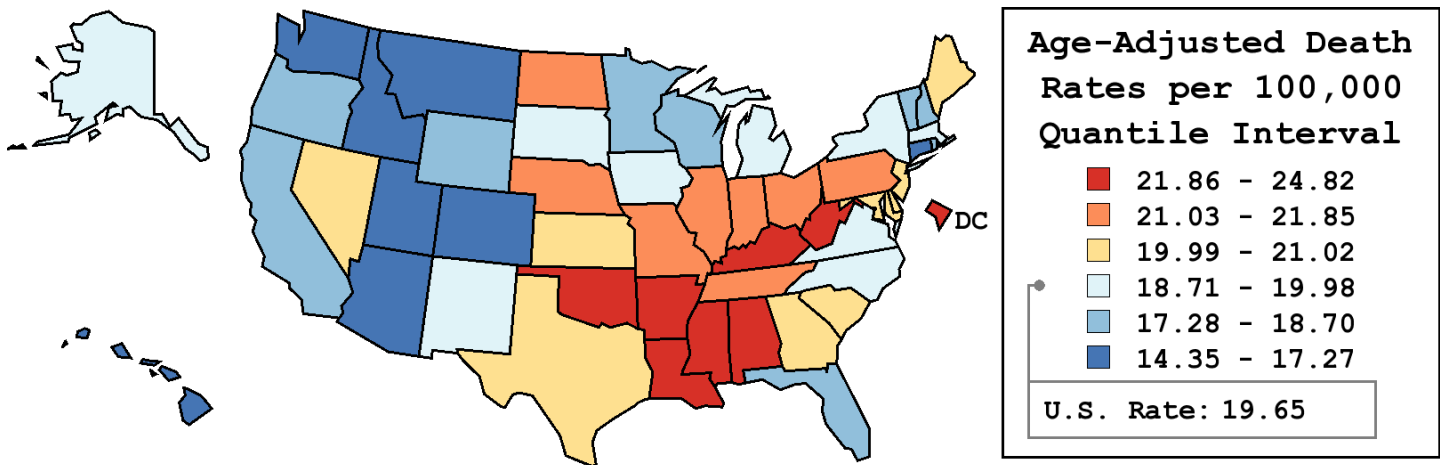 Age-Adjusted Death
Rates per 100,000
Quantile Interval
21.86 - 24.82
21.03 - 21.85
19.99 - 21.02
18.71 - 19.98
17.28 - 18.70
14.35 - 17.27
U.S. Rate: 19.65
DC